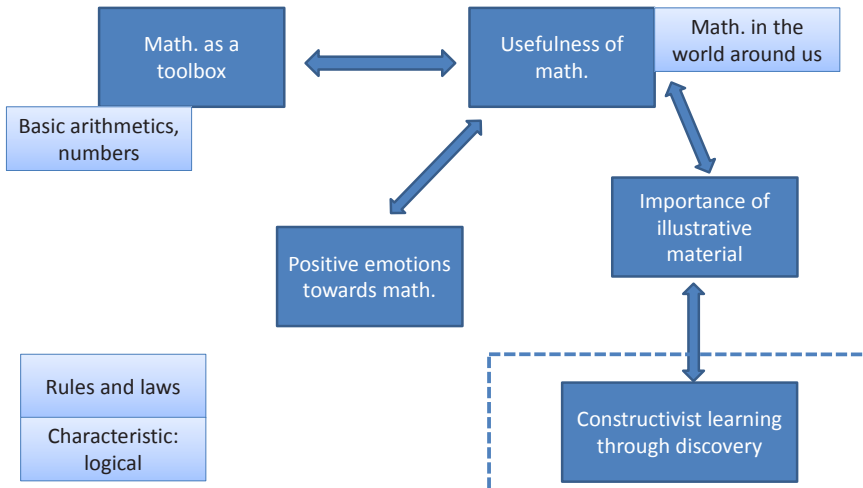 Math. as a
toolbox
Usefulness of
math.
Math. in the
world around us
Basic arithmetics,
numbers
Importance of
illustrative
material
Positive emotions
towards math.
Rules and laws
Characteristic:
logical
Constructivist learning
through discovery